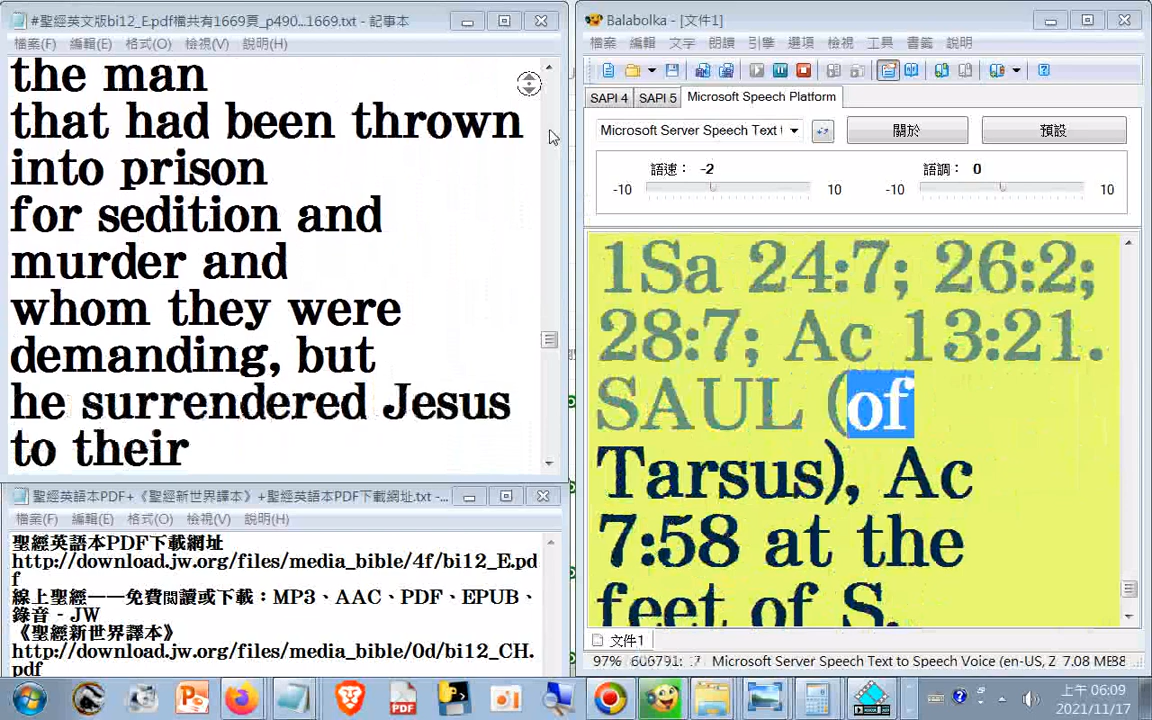 #聖經英文版bi12_E.pdf檔共有1669頁_p490...1669.txt - 記事本
檔案(F) 編輯(E) 格式(O) 檢視(V) 說明(H)
the man
that had been thrown
into prison
for sedition and
murder and
whom they were
demanding, but
he surrendered Jesus
to their
聖經英語本PDF+《聖經新世界譯本》+聖經英語本PDF下載網址.txt - ...
檔案(F) 編輯(E) 格式(O) 檢視(V) 說明(H)
聖經英語本PDF下載網址
http://download.jw.org/files/media_bible/4f/bi12_E.pd
f
線上聖經——免費閱讀或下載：MP3、AAC、PDF、EPUB、
錄音 - JW
《聖經新世界譯本》
http://download.jw.org/files/media_bible/0d/bi12_CH.
pdf
Balabolka - [文件1]
檔案 編輯 文字 朗讀 引擎 選項 檢視 工具 書籤 說明
SAPI 4 SAPI 5 Microsoft Speech Platform
Microsoft Server Speech Text t 關於 預設
語速： -2 語調： 0
-10 10 -10 10
1Sa 24:7; 26:2;
28:7; Ac 13:21.
SAUL (of
Tarsus), Ac
7:58 at the
feet of S.
文件1
97% 606791: 7 Microsoft Server Speech Text to Speech Voice (en-US, Z 7.08 MB
上午 06:09
2021/11/17